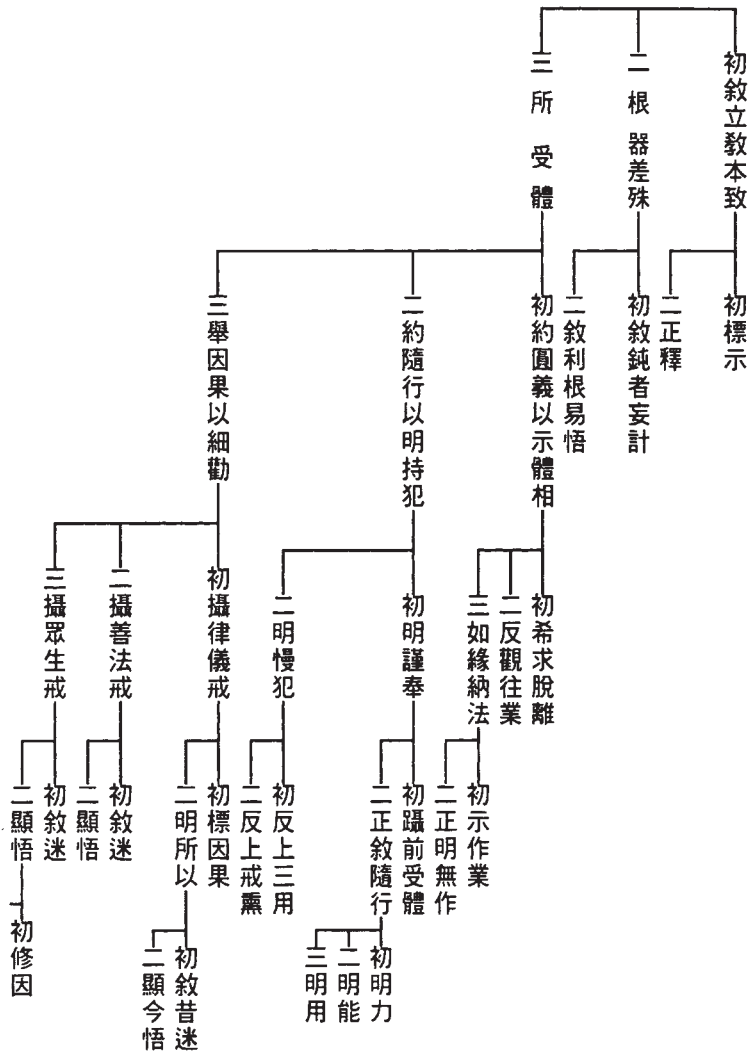 初敘立教本致
初標示
二正釋
二根器差殊
初敘鈍者妄計
二敘利根易悟
三所受體
初約圓義以示體相
初希求脫離
二反觀往業
三如緣納法
初示作業
二正明無作
二約隨行以明持犯
初明謹奉
初躡前受體
二正敘隨行
初明力
二明能
三明用
二明慢犯
初反上三用
二反上戒熏
三舉因果以細勸
初攝律儀戒
初標因果
二明所以
初敘昔迷
二顯今悟
二攝善法戒
初敘迷
二顯悟
三攝眾生戒
初敘迷
二顯悟
初修因